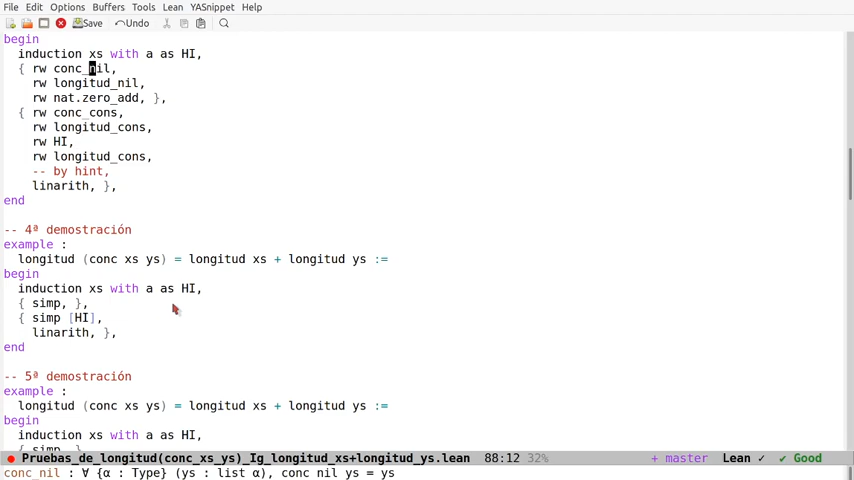 File Edit Options Buffers Tools Lean YASnippet Help
Save Undo
begin
  induction xs with a as HI,
  { rw conc_nil,
    rw longitud_nil,
    rw nat.zero_add, },
  { rw conc_cons,
    rw longitud_cons,
    rw HI,
    rw longitud_cons,
    -- by hint,
    linarith, },
end
-- 4ª demostración
example :
  longitud (conc xs ys) = longitud xs + longitud ys :=
begin
  induction xs with a as HI,
  { simp, },
  { simp [HI],
    linarith, },
end
-- 5ª demostración
example :
  longitud (conc xs ys) = longitud xs + longitud ys :=
begin
  induction xs with a as HI,
  { simp, }
Pruebas_de_longitud(conc_xs_ys)_Ig_longitud_xs+longitud_ys.lean 88:12 32% + master Lean ✓ ✔ Good
conc_nil : ∀ {α : Type} (ys : list α), conc nil ys = ys